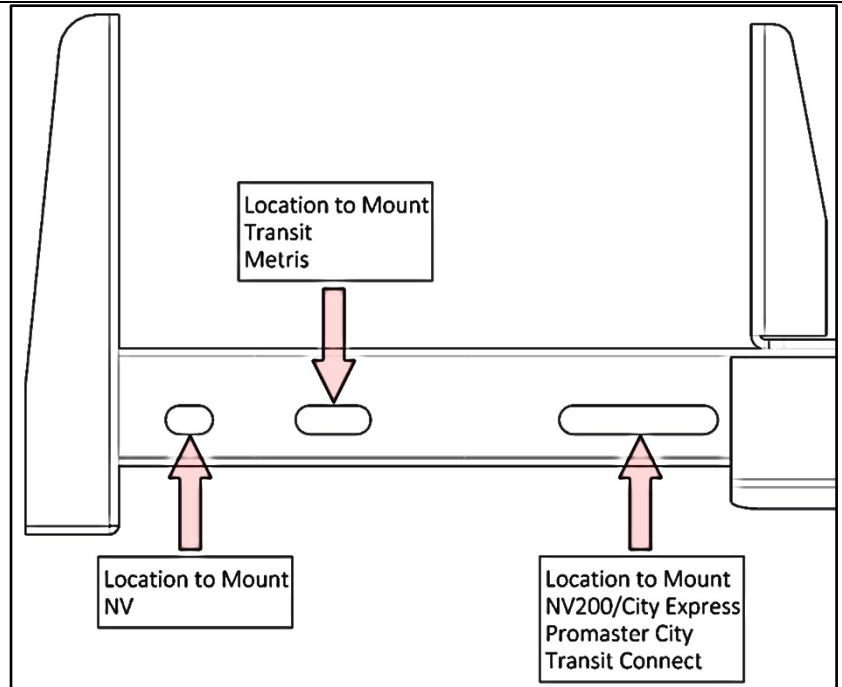 Location to Mount
Transit
Metris
Location to Mount
NV
Location to Mount
NV200/City Express
Promaster City
Transit Connect